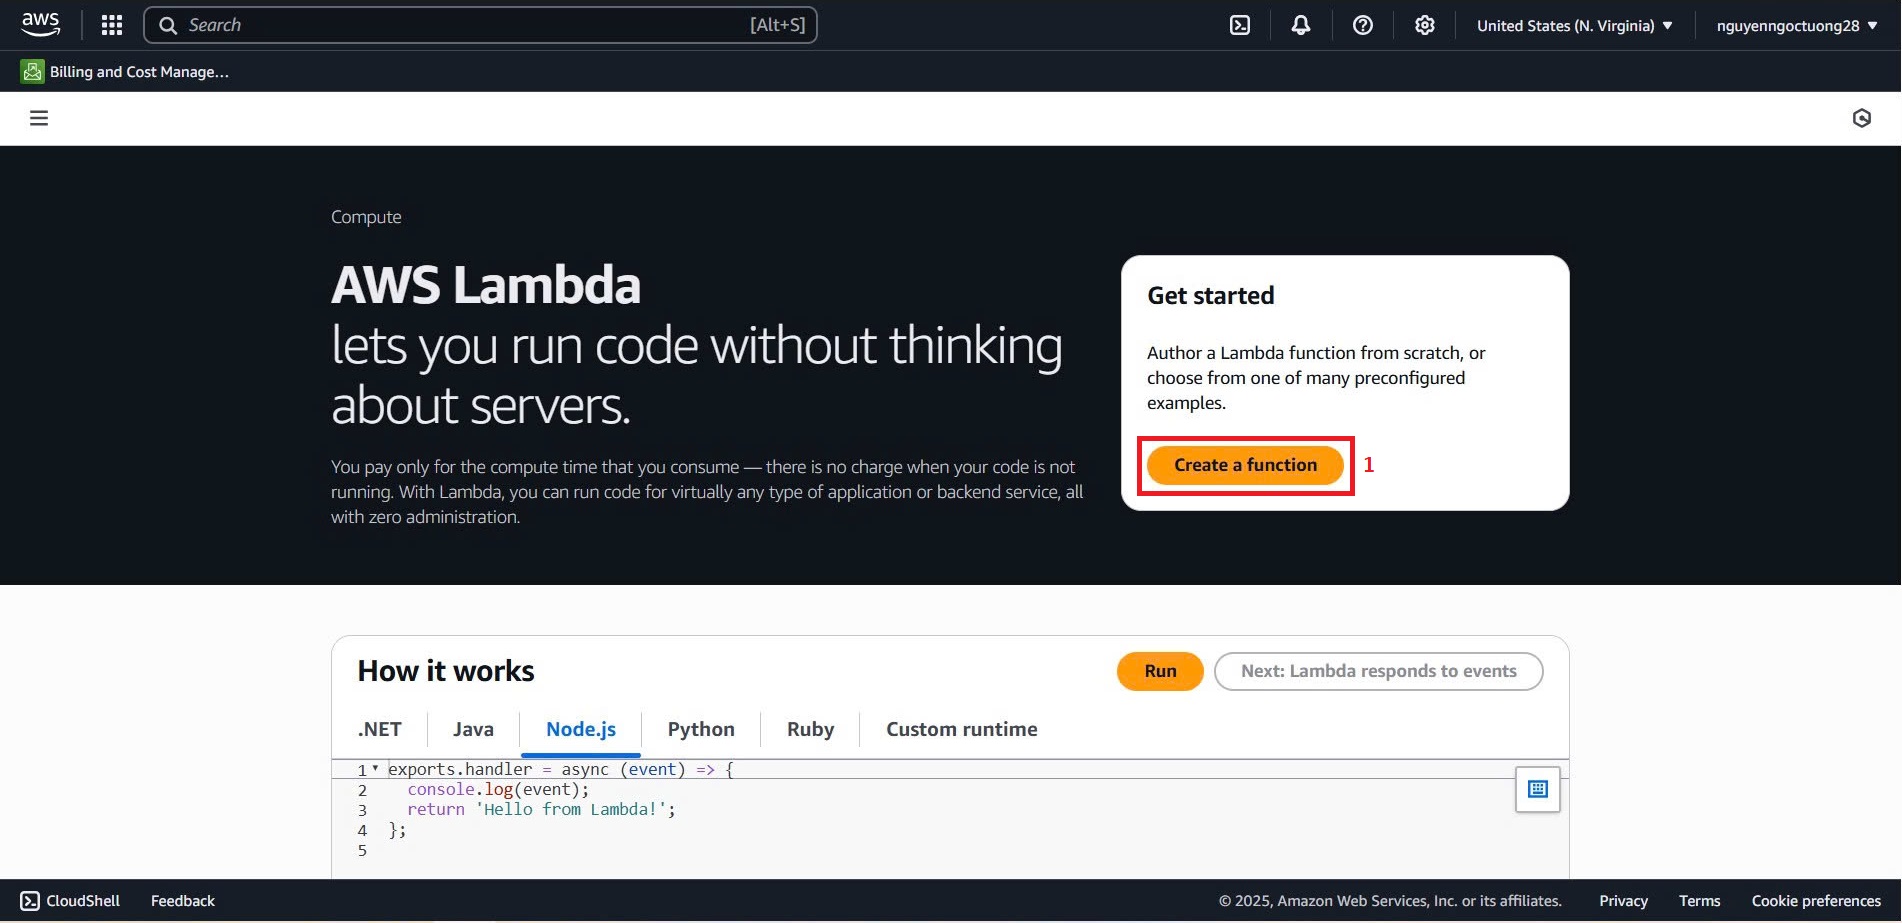 aws
Search [Alt+S]
United States (N. Virginia)
nguyenngoctuong28
Billing and Cost Manage...
Compute
AWS Lambda
lets you run code without thinking
about servers.
You pay only for the compute time that you consume — there is no charge when your code is not
running. With Lambda, you can run code for virtually any type of application or backend service, all
with zero administration.
Get started
Author a Lambda function from scratch, or
choose from one of many preconfigured
examples.
Create a function 1
How it works
Run
Next: Lambda responds to events
.NET Java Node.js Python Ruby Custom runtime
1 exports.handler = async (event) => {
2 console.log(event);
3 return 'Hello from Lambda!';
4 };
5
CloudShell Feedback
© 2025, Amazon Web Services, Inc. or its affiliates. Privacy Terms Cookie preferences